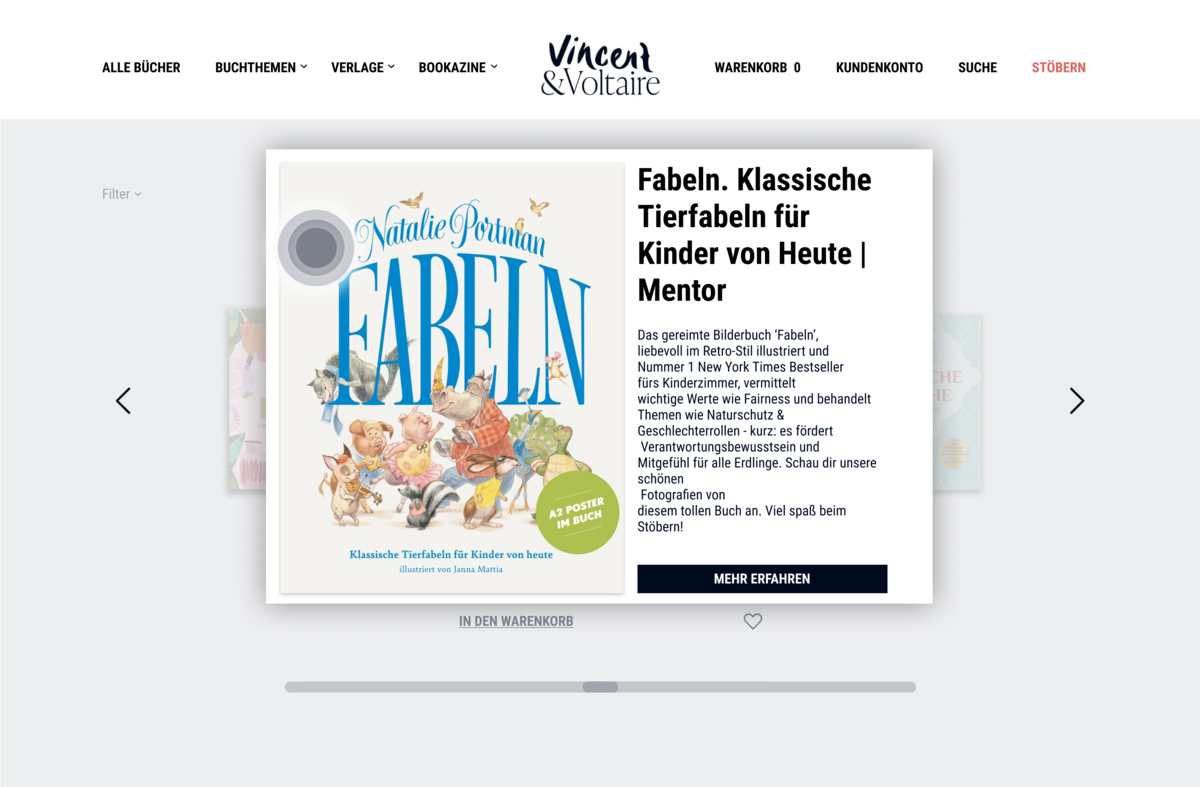 ALLE BÜCHER
BUCHTHEMEN
VERLAGE
BOOKAZINE
Vincent
&Voltaire
WARENKORB 0
KUNDENKONTO
SUCHE
STÖBERN
Filter
Natalie Portman
FABELN
A2 POSTER
IM BUCH
Klassische Tierfabeln für Kinder von heute
illustriert von Janna Mattia
Fabeln. Klassische
Tierfabeln für
Kinder von Heute |
Mentor
Das gereimte Bilderbuch ‘Fabeln’,
liebevoll im Retro-Stil illustriert und
Nummer 1 New York Times Bestseller
fürs Kinderzimmer, vermittelt
wichtige Werte wie Fairness und behandelt
Themen wie Naturschutz &
Geschlechterrollen - kurz: es fördert
Verantwortungsbewusstsein und
Mitgefühl für alle Erdlinge. Schau dir unsere
schönen
Fotografien von
diesem tollen Buch an. Viel spaß beim
Stöbern!
MEHR ERFAHREN
CHE
HE
IN DEN WARENKORB